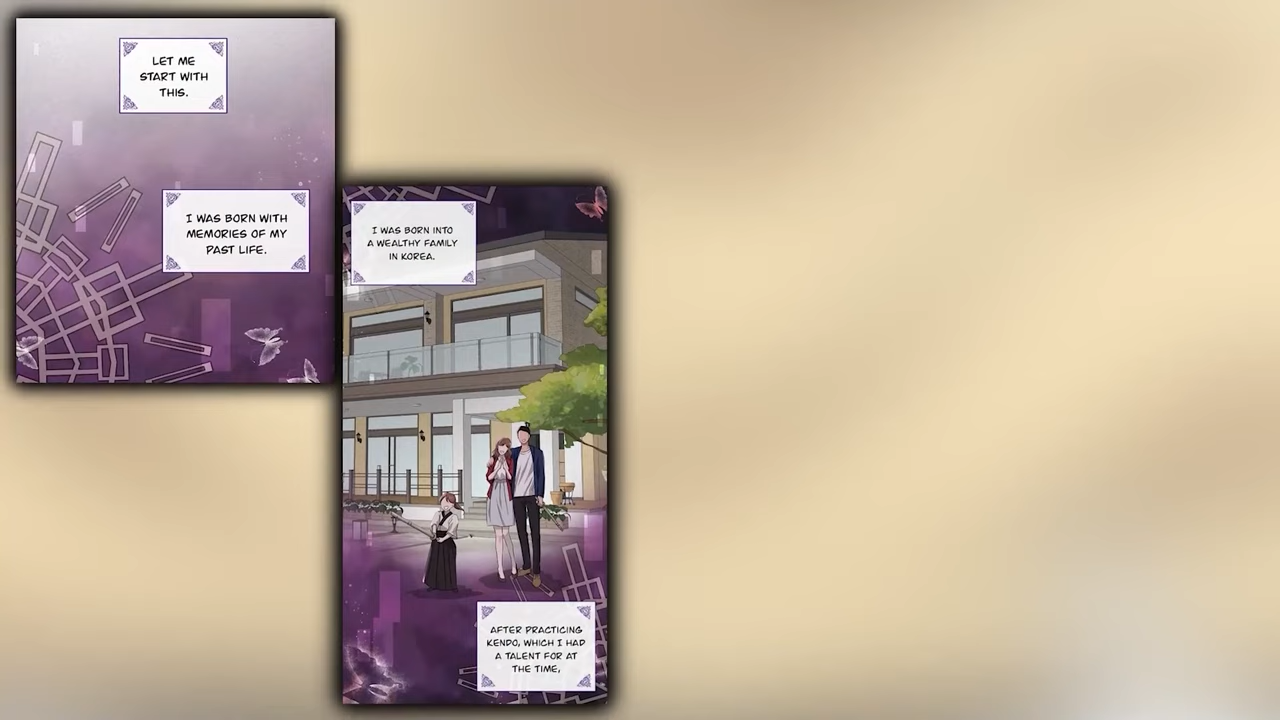 LET ME
START WITH
THIS.
I WAS BORN WITH
MEMORIES OF MY
PAST LIFE.
I WAS BORN INTO
A WEALTHY FAMILY
IN KOREA.
AFTER PRACTICING
KENDO, WHICH I HAD
A TALENT FOR AT
THE TIME,